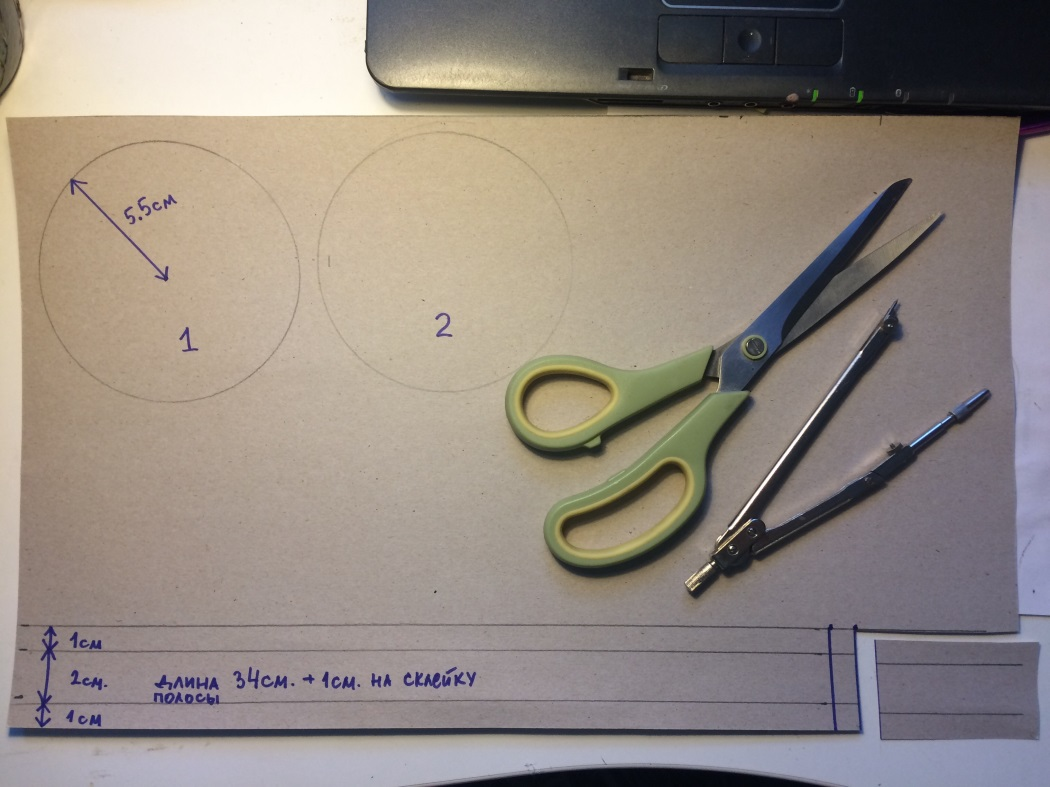 5.5см
1
2
1см
2см.
1см
длина 34см. + 1см. на склейку
полосы